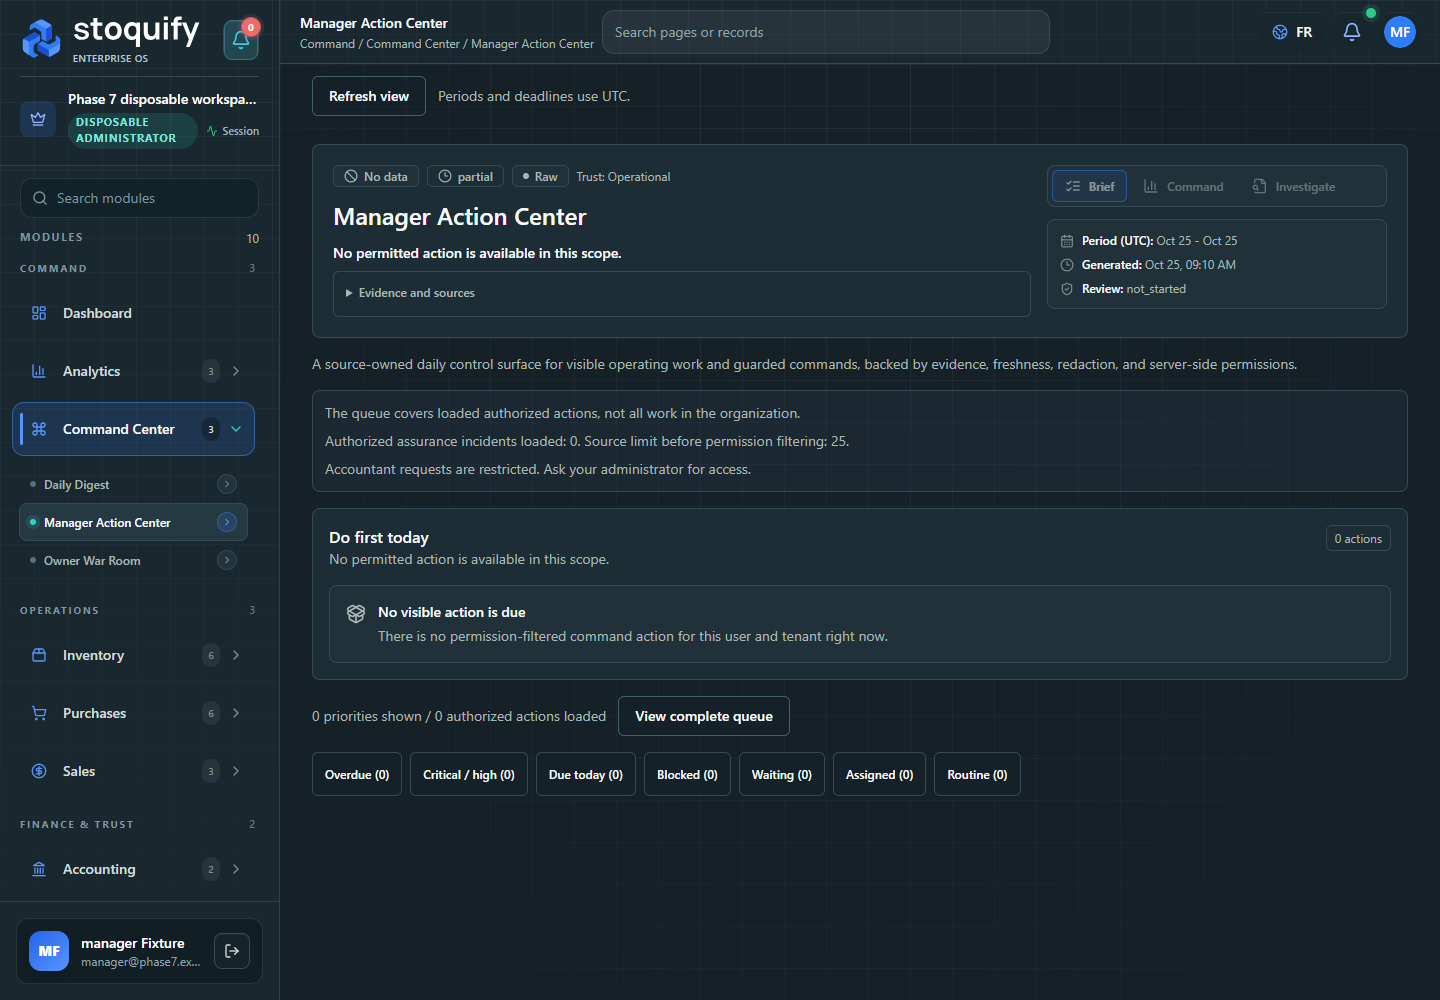 stoquify
ENTERPRISE OS
0
Phase 7 disposable workspa...
DISPOSABLE
ADMINISTRATOR
Session
Search modules
MODULES 10
COMMAND 3
Dashboard
Analytics 3
Command Center 3
Daily Digest
Manager Action Center
Owner War Room
OPERATIONS 3
Inventory 6
Purchases 6
Sales 3
FINANCE & TRUST 2
Accounting 2
MF
manager Fixture
manager@phase7.ex...
Manager Action Center
Command / Command Center / Manager Action Center
Search pages or records
FR
MF
Refresh view
Periods and deadlines use UTC.
No data
partial
Raw
Trust: Operational
Manager Action Center
No permitted action is available in this scope.
Evidence and sources
Brief
Command
Investigate
Period (UTC): Oct 25 - Oct 25
Generated: Oct 25, 09:10 AM
Review: not_started
A source-owned daily control surface for visible operating work and guarded commands, backed by evidence, freshness, redaction, and server-side permissions.
The queue covers loaded authorized actions, not all work in the organization.
Authorized assurance incidents loaded: 0. Source limit before permission filtering: 25.
Accountant requests are restricted. Ask your administrator for access.
Do first today
No permitted action is available in this scope.
0 actions
No visible action is due
There is no permission-filtered command action for this user and tenant right now.
0 priorities shown / 0 authorized actions loaded
View complete queue
Overdue (0)
Critical / high (0)
Due today (0)
Blocked (0)
Waiting (0)
Assigned (0)
Routine (0)